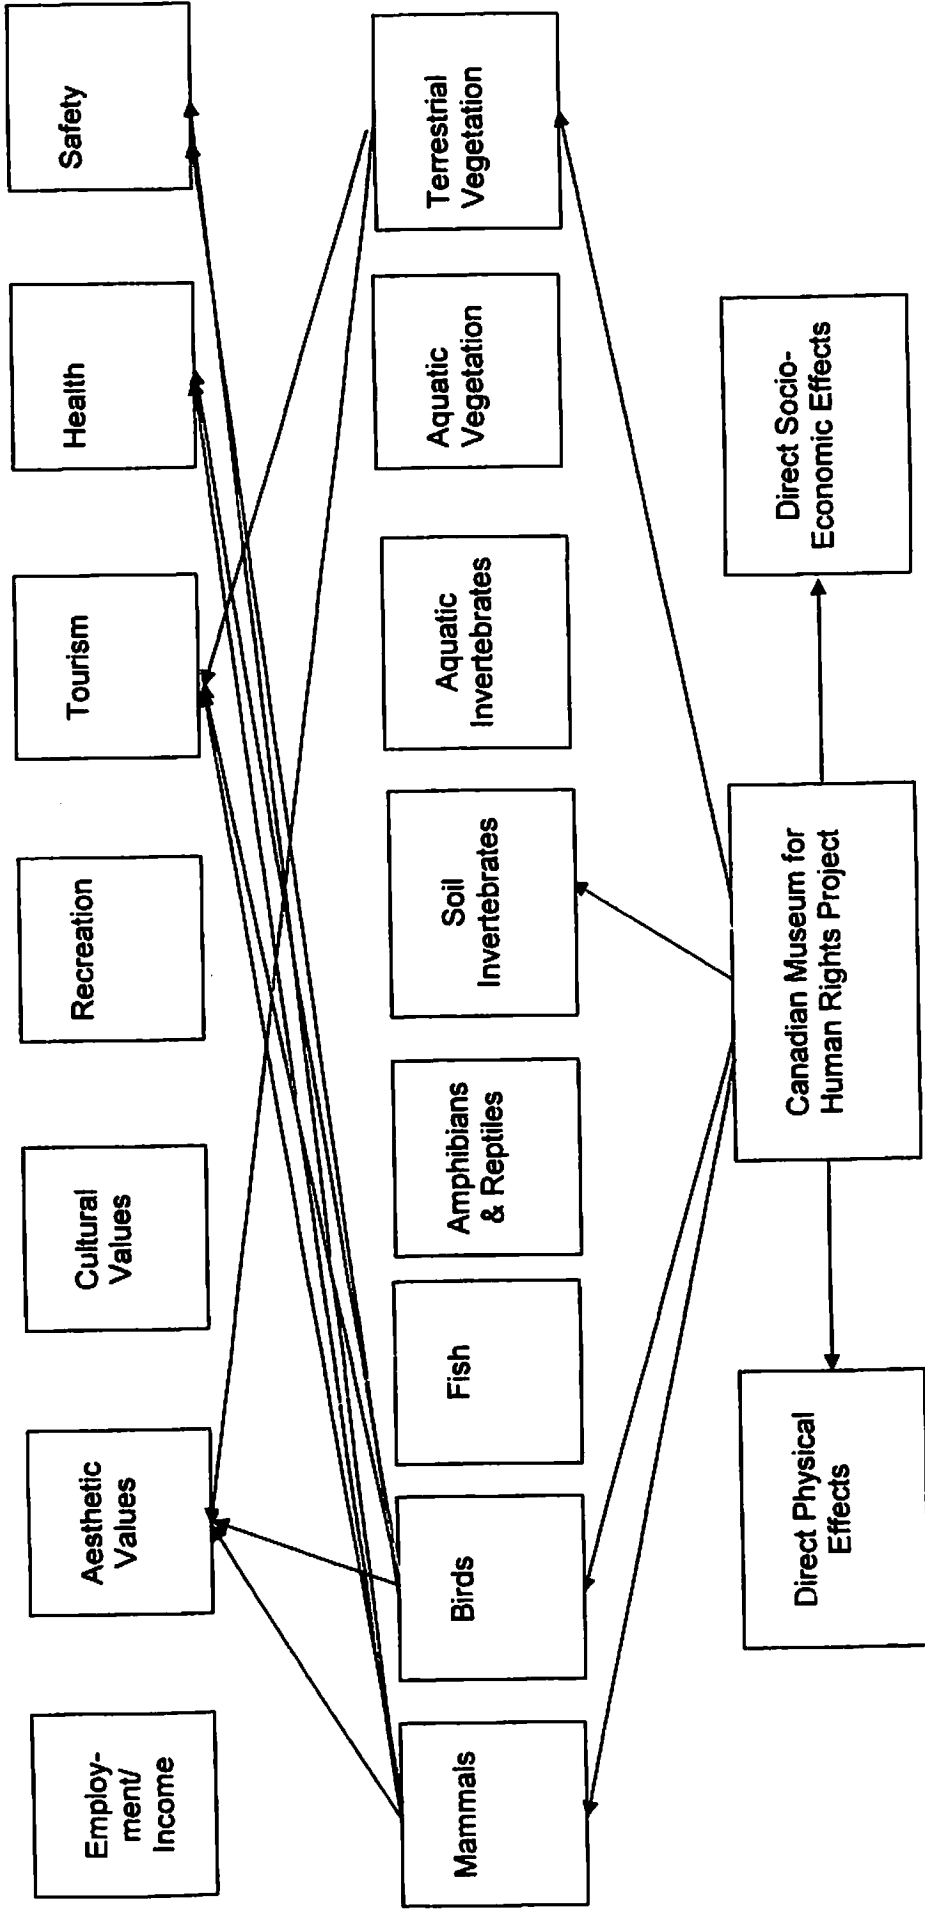 Employ-
ment/
Income
Aesthetic
Values
Cultural
Values
Recreation
Tourism
Health
Safety
Mammals
Birds
Fish
Amphibians
& Reptiles
Soil
Invertebrates
Aquatic
Invertebrates
Aquatic
Vegetation
Terrestrial
Vegetation
Direct Physical
Effects
Canadian Museum for
Human Rights Project
Direct Socio-
Economic Effects